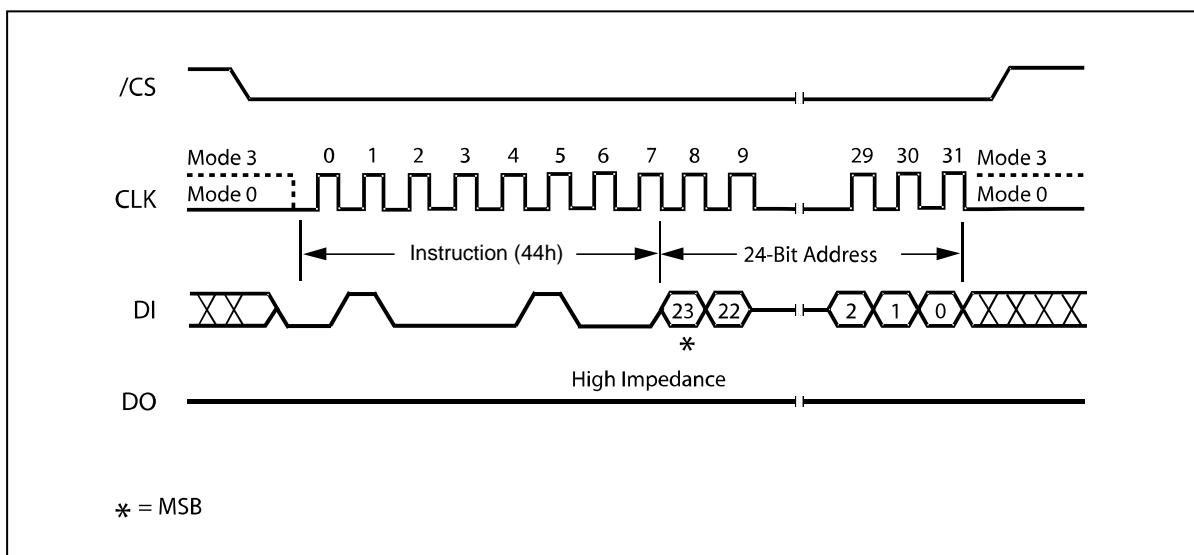 /CS
Mode 3 0 1 2 3 4 5 6 7 8 9 29 30 31 Mode 3
CLK Mode 0 Mode 0
Instruction (44h) 24-Bit Address
DI 23 22 2 1 0
*
High Impedance
DO
* = MSB